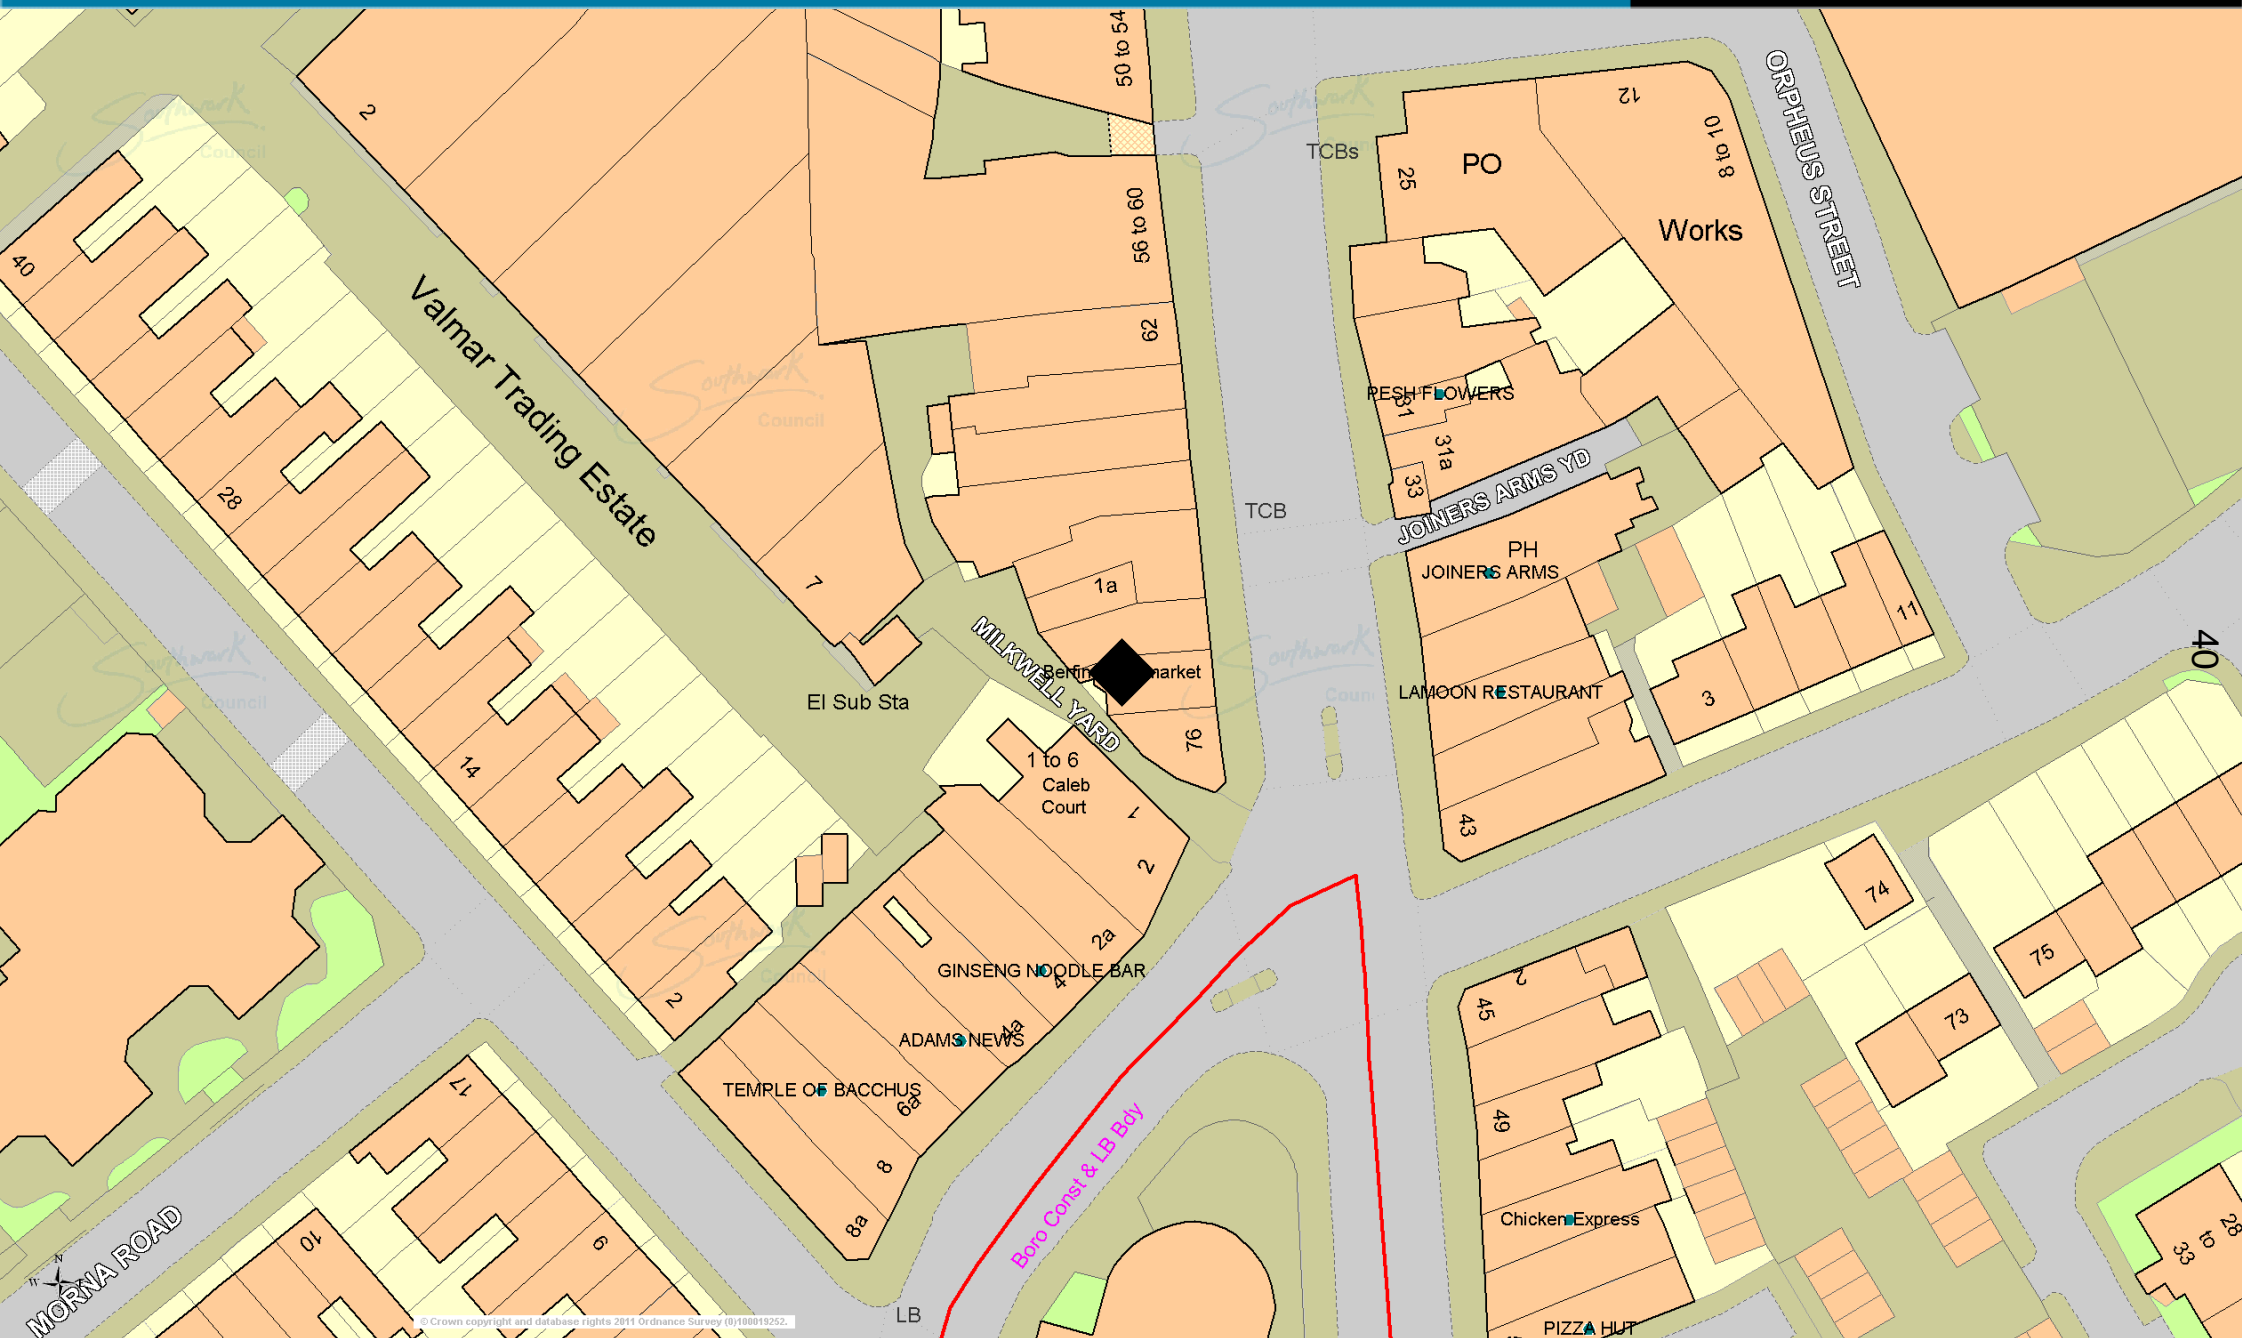 50 to 54
2
12
8 to 10
ORPHEUS STREET
Southwark
Council
TCBs
25
PO
Works
56 to 60
40
Valmar Trading Estate
62
PESH FLOWERS
31
31a
33
JOINERS ARMS YD
28
TCB
PH
JOINERS ARMS
7
1a
11
MILKWELL YARD
40
El Sub Sta
LAMOON RESTAURANT
3
76
14
1 to 6
Caleb
Court
1
2
43
74
2a
75
GINSENG NOODLE BAR
4
2
2
45
73
4a
ADAMS NEWS
TEMPLE OF BACCHUS
6a
17
49
Boro Const & LB Bdy
8
8a
Chicken Express
10
9
33
to
28
MORNA ROAD
N
W
LB
PIZZA HUT
© Crown copyright and database rights 2011 Ordnance Survey (0)100019252.